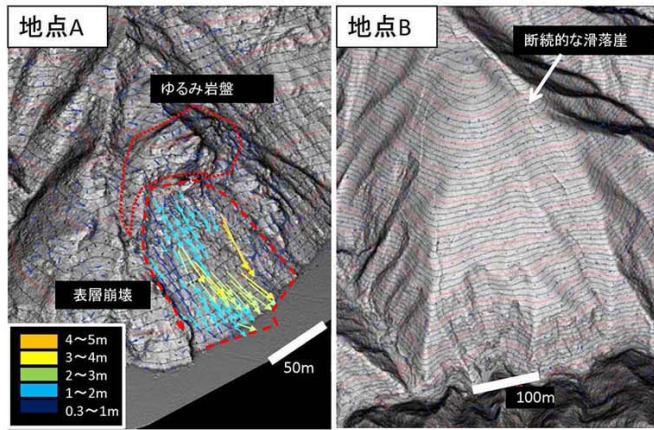 地点A
ゆるみ岩盤
表層崩壊
4～5m
3～4m
2～3m
1～2m
0.3～1m
50m
地点B
断続的な滑落崖
100m